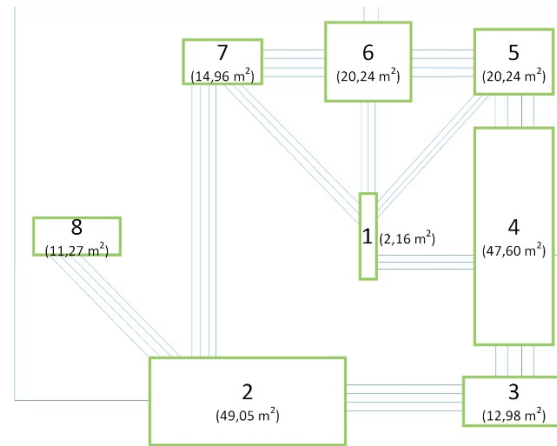 7
(14,96 m²)
6
(20,24 m²)
5
(20,24 m²)
8
(11,27 m²)
1 (2,16 m²)
4
(47,60 m²)
2
(49,05 m²)
3
(12,98 m²)